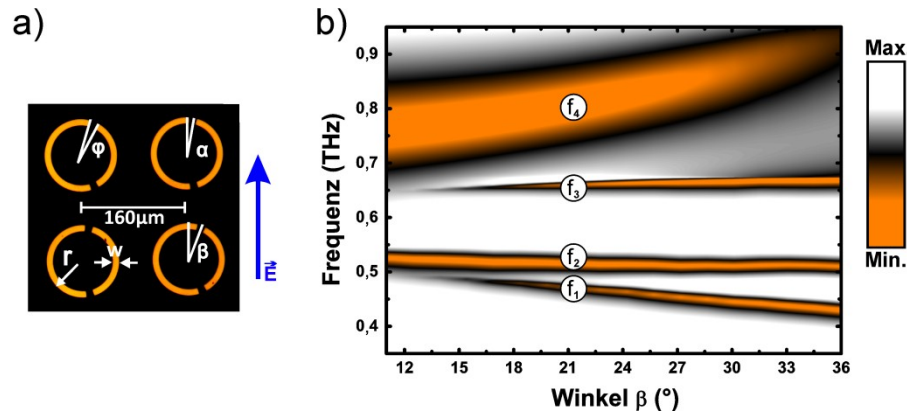 a)
φ
α
160µm
r
w
β
E
b)
Frequenz (THz)
0,9
0,8
0,7
0,6
0,5
0,4
f₄
f₃
f₂
f₁
12 15 18 21 24 27 30 33 36
Winkel β (°)
Max
Min.